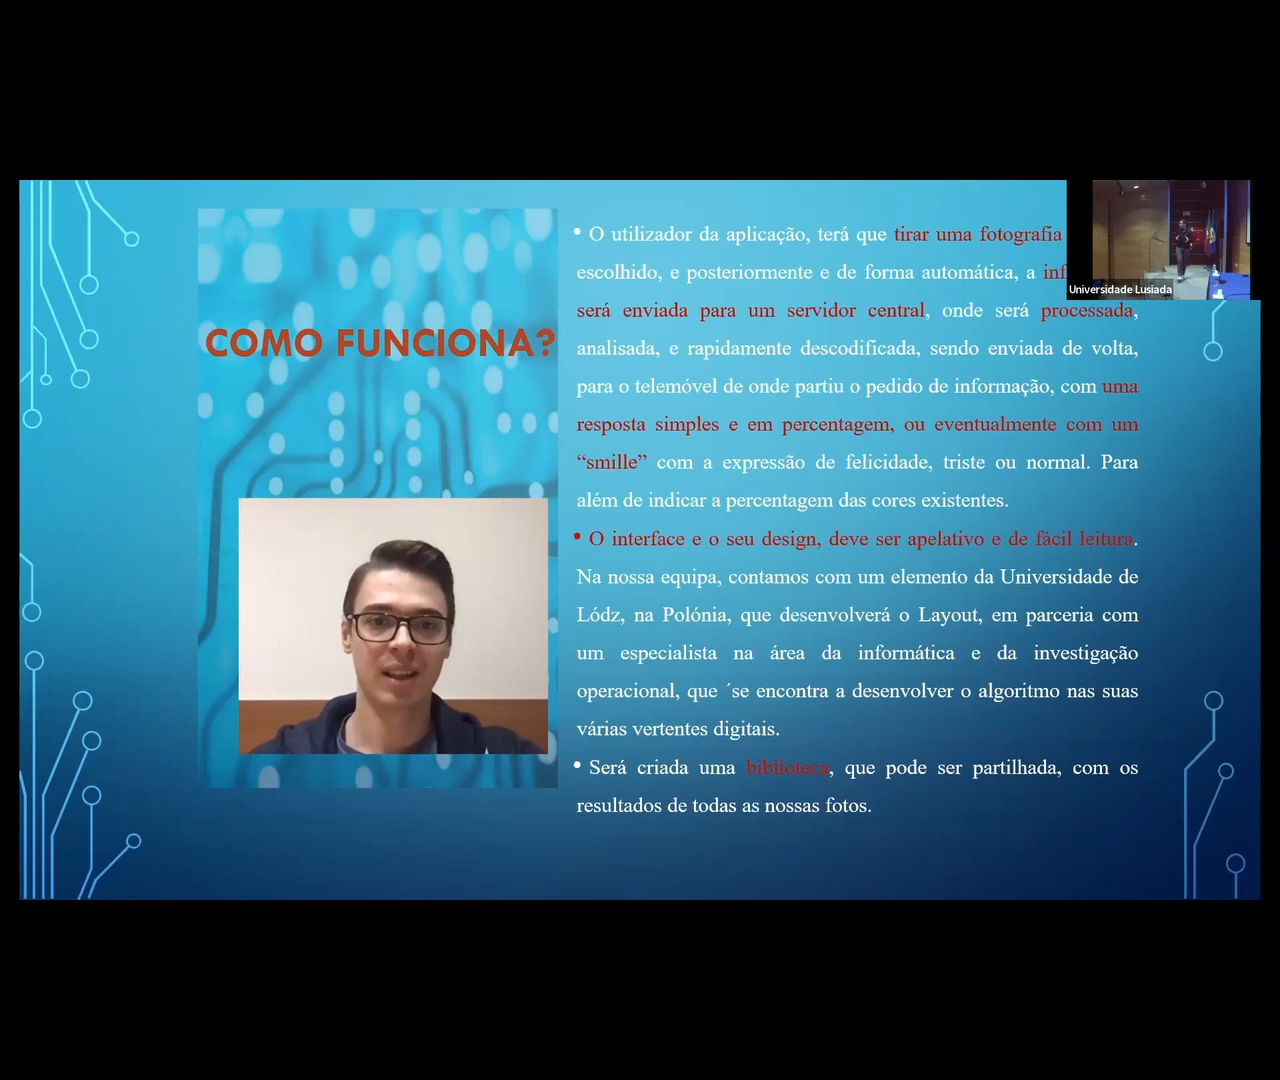 COMO FUNCIONA?
• O utilizador da aplicação, terá que tirar uma fotografia
escolhido, e posteriormente e de forma automática, a
será enviada para um servidor central, onde será processada,
analisada, e rapidamente descodificada, sendo enviada de volta,
para o telemóvel de onde partiu o pedido de informação, com uma
resposta simples e em percentagem, ou eventualmente com um
“smille” com a expressão de felicidade, triste ou normal. Para
além de indicar a percentagem das cores existentes.
• O interface e o seu design, deve ser apelativo e de fácil leitura.
Na nossa equipa, contamos com um elemento da Universidade de
Lódz, na Polónia, que desenvolverá o Layout, em parceria com
um especialista na área da informática e da investigação
operacional, que ´se encontra a desenvolver o algoritmo nas suas
várias vertentes digitais.
• Será criada uma biblioteca, que pode ser partilhada, com os
resultados de todas as nossas fotos.
Universidade Lusiada